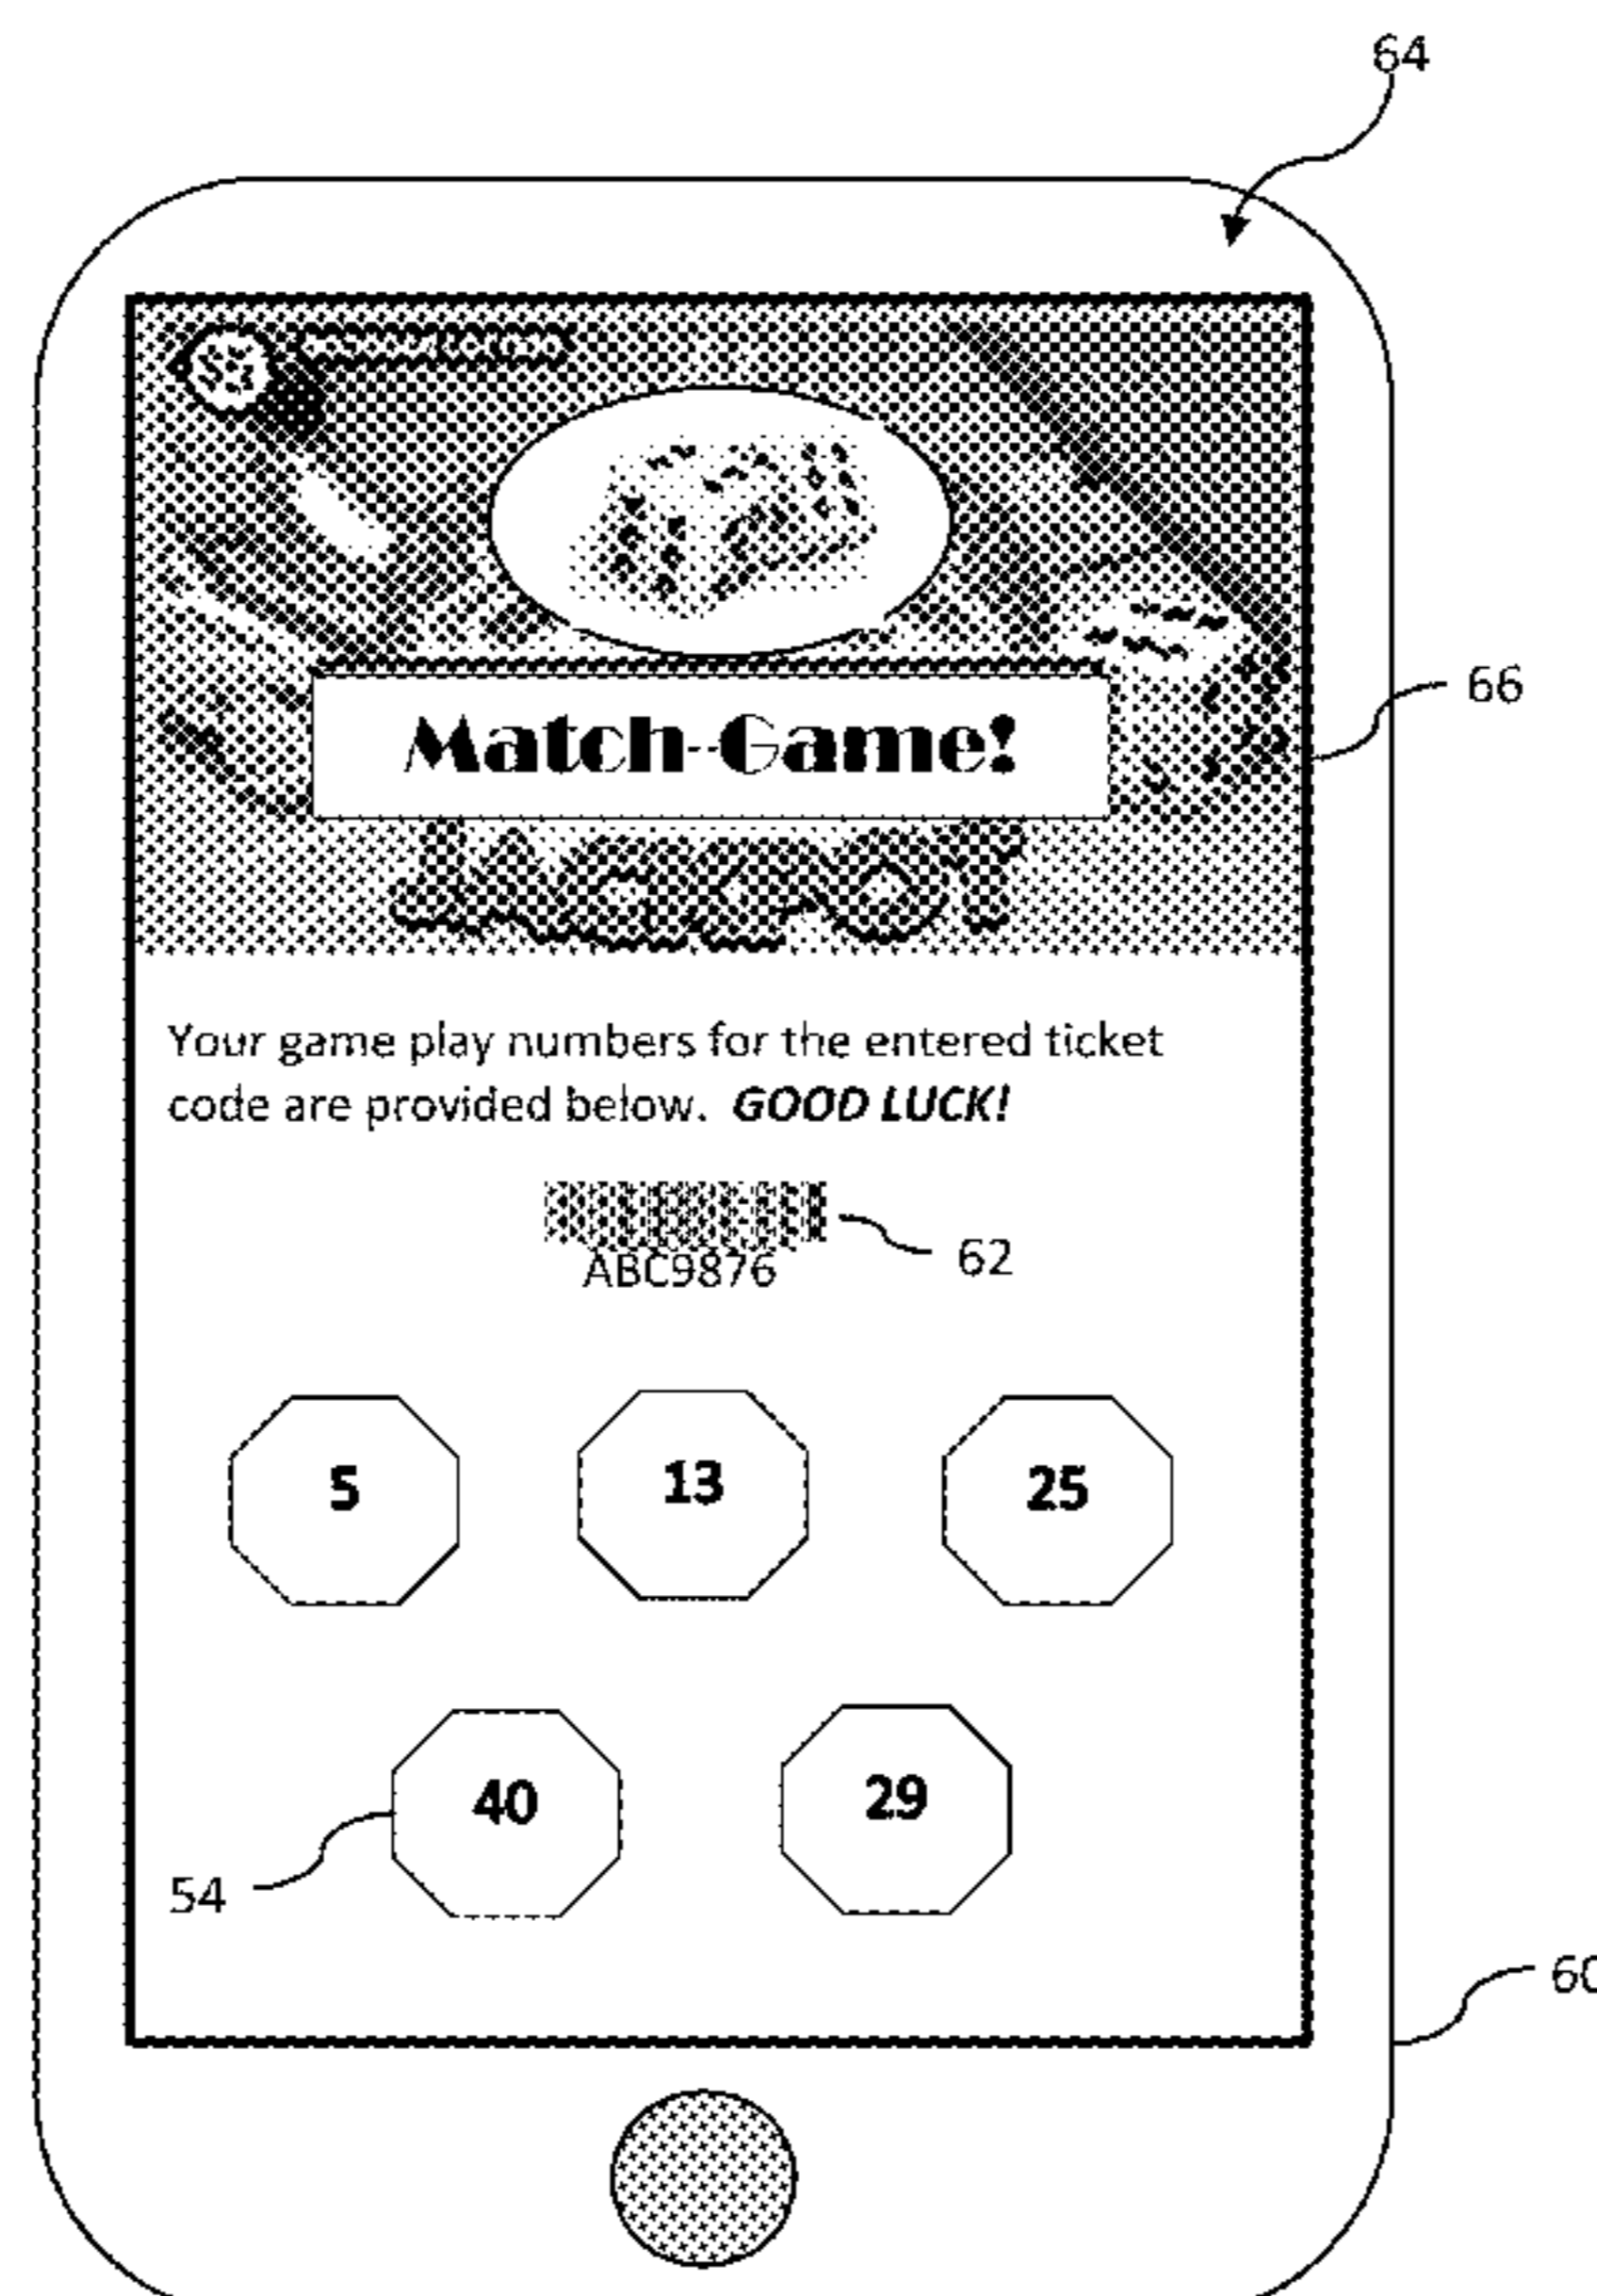 64
Match-Game!
66
Your game play numbers for the entered ticket
code are provided below. GOOD LUCK!
ABC9876
62
5 13 25
40 29
54
60